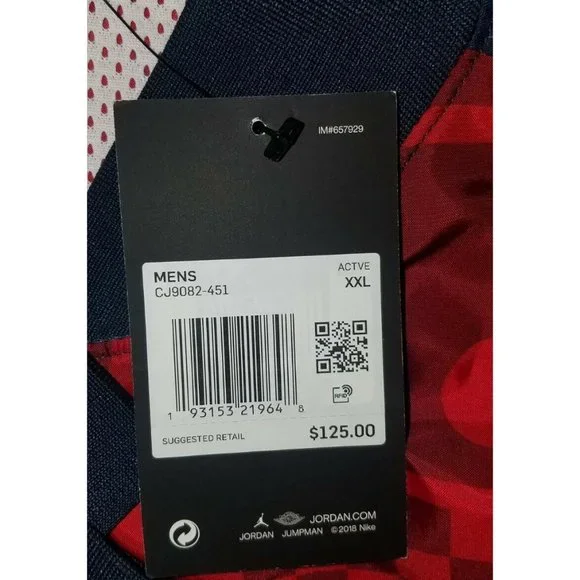 IM#657929
MENS ACTVE
CJ9082-451 XXL
RFID
1 93153 21964 8
SUGGESTED RETAIL $125.00
JORDAN.COM
JORDAN JUMPMAN © 2018 Nike